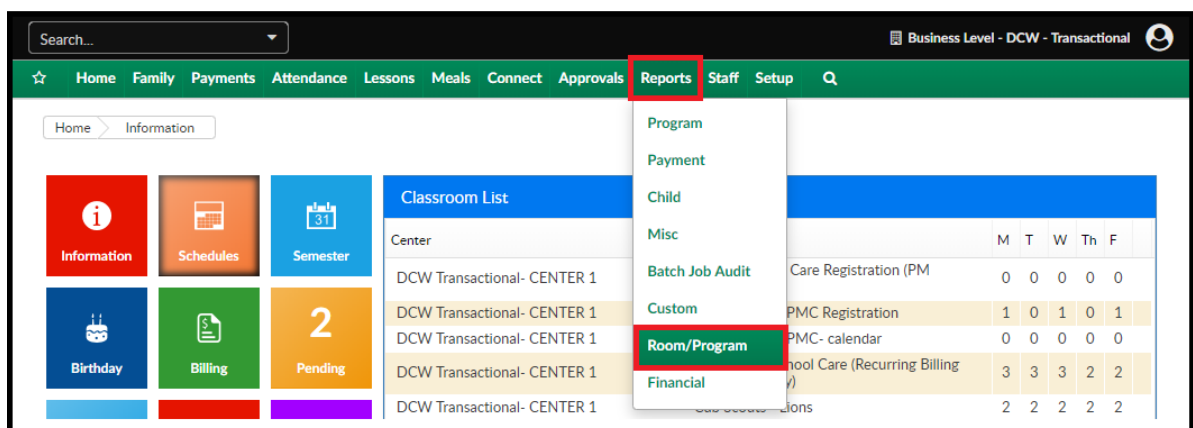 Search...
Business Level - DCW - Transactional
Home Family Payments Attendance Lessons Meals Connect Approvals Reports Staff Setup
Home Information
Program
Payment
Child
Misc
Batch Job Audit
Custom
Room/Program
Financial
Information
Schedules
31
Semester
Birthday
Billing
2
Pending
Classroom List
Center M T W Th F
DCW Transactional- CENTER 1 Care Registration (PM 0 0 0 0 0
DCW Transactional- CENTER 1 PMC Registration 1 0 1 0 1
DCW Transactional- CENTER 1 PMC- calendar 0 0 0 0 0
DCW Transactional- CENTER 1 Care (Recurring Billing 3 3 3 2 2
DCW Transactional- CENTER 1 2 2 2 2 2